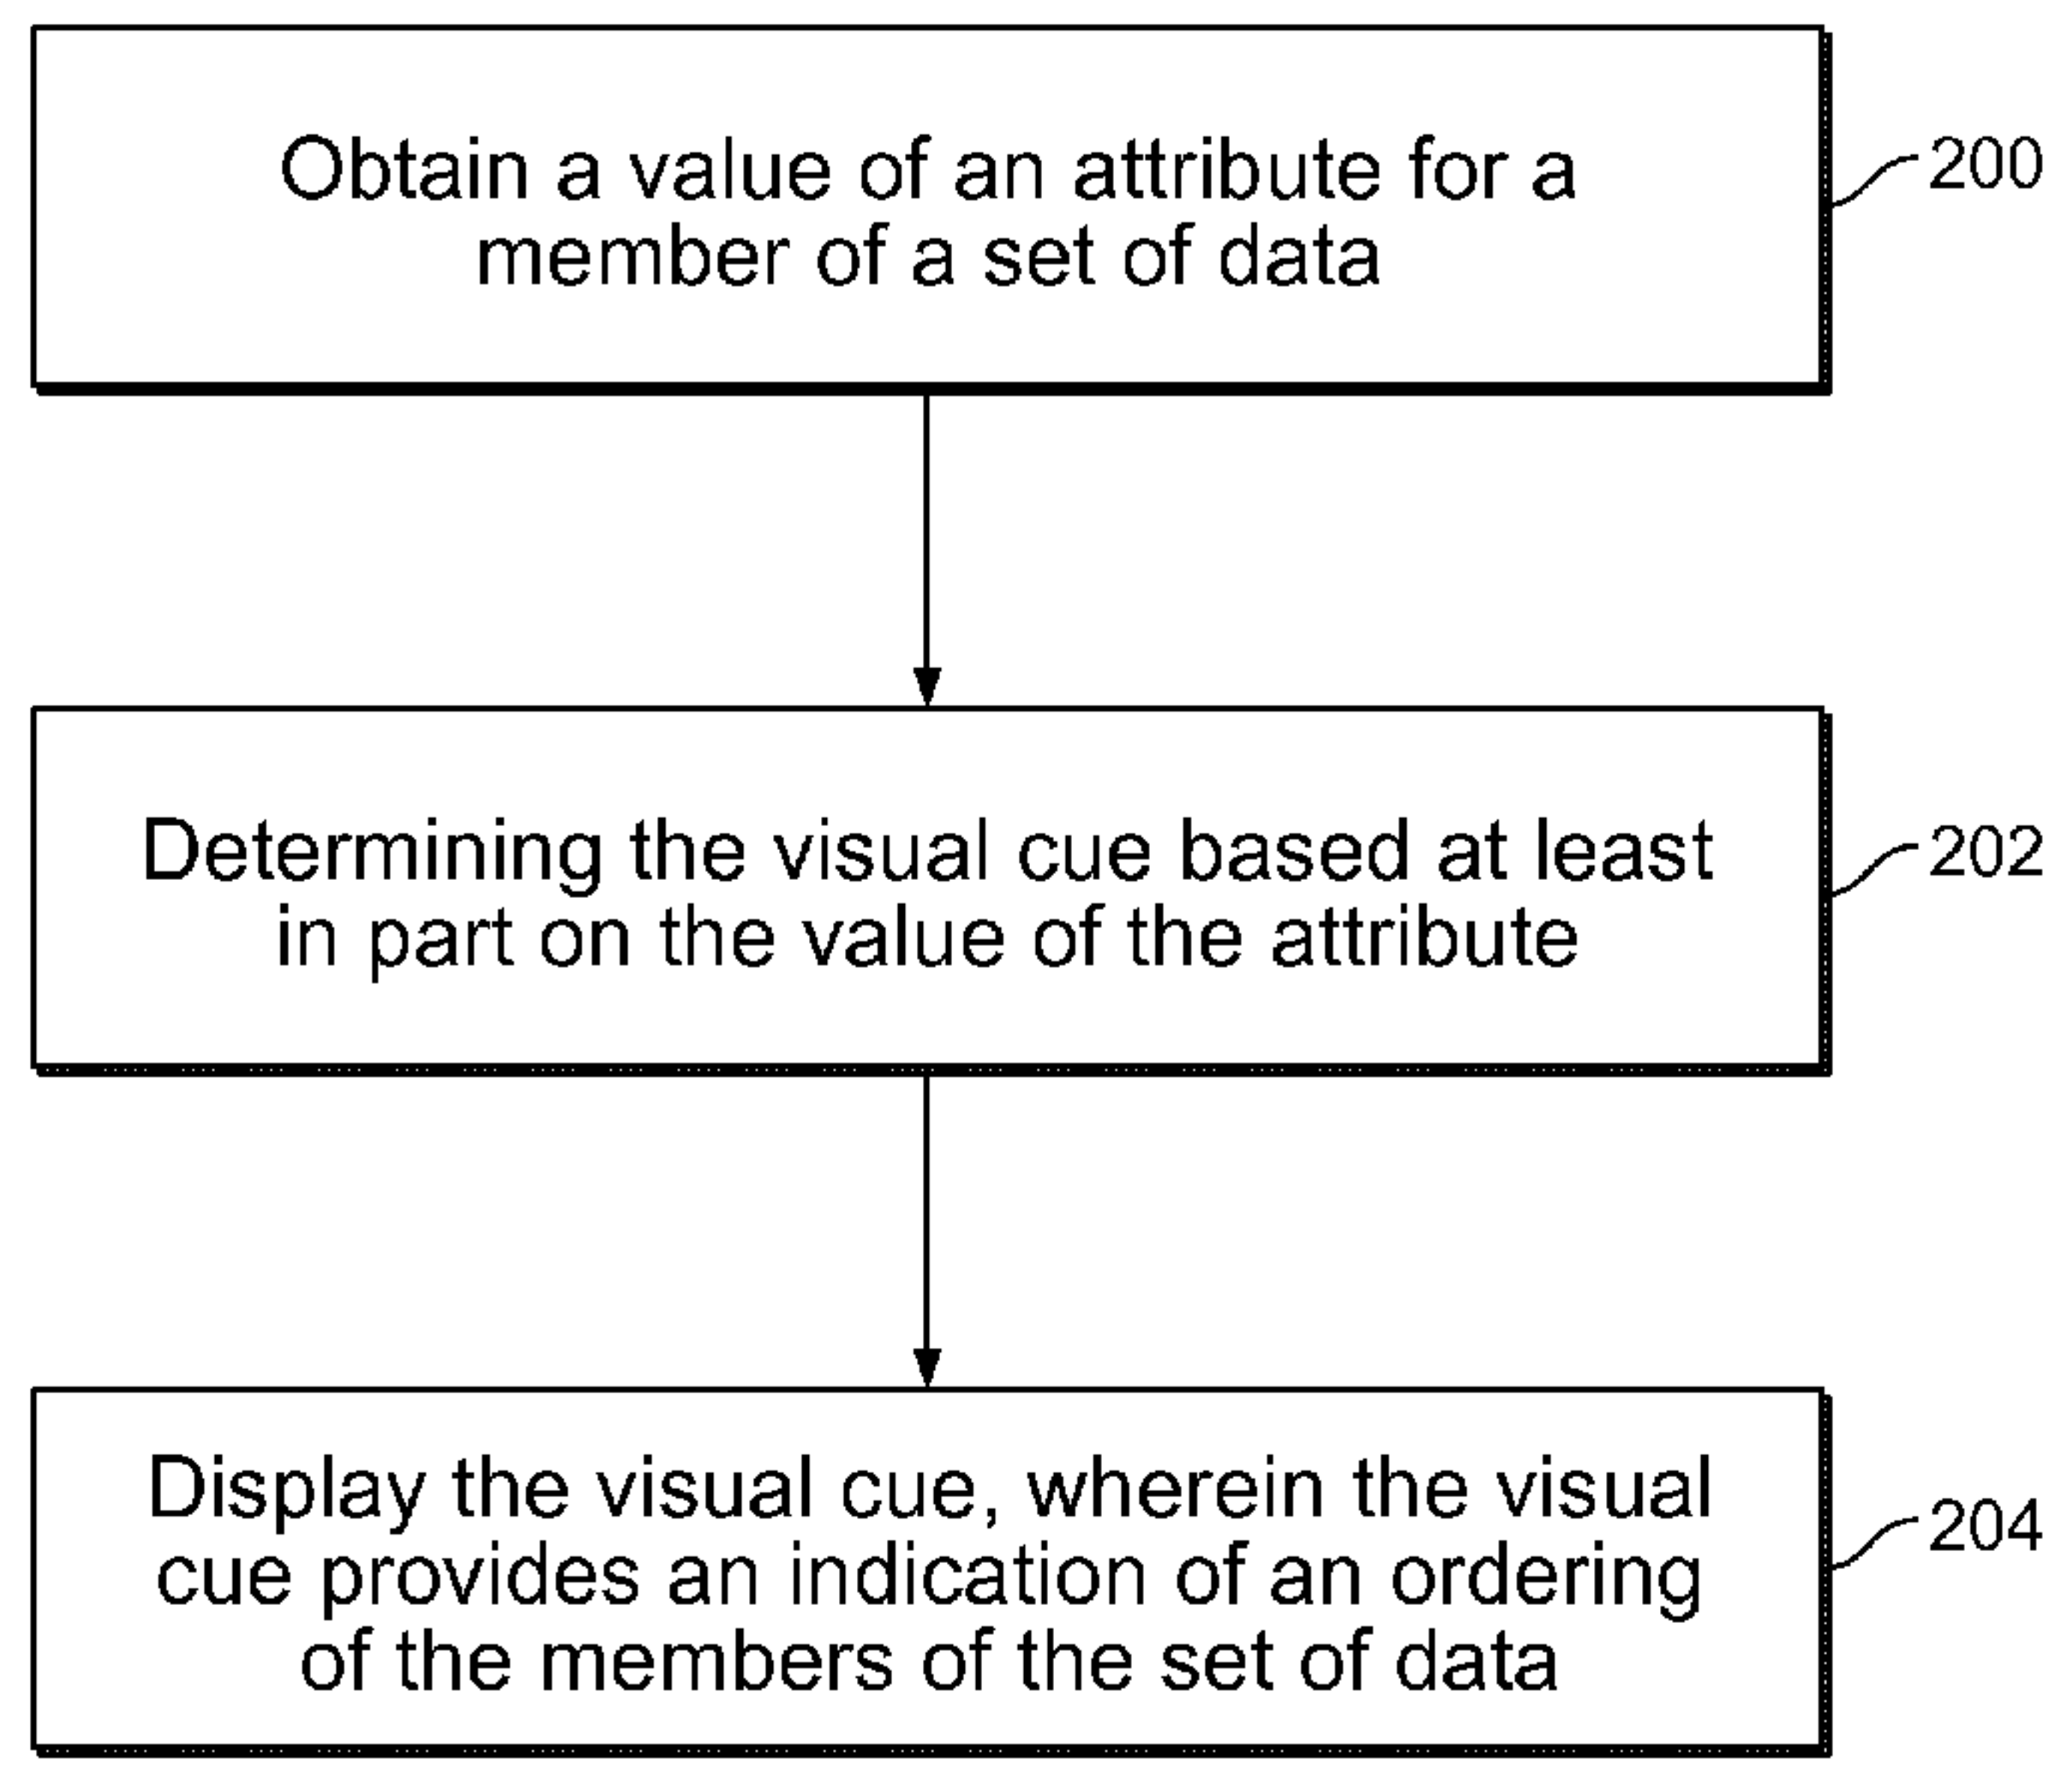 Obtain a value of an attribute for a
member of a set of data
200
Determining the visual cue based at least
in part on the value of the attribute
202
Display the visual cue, wherein the visual
cue provides an indication of an ordering
of the members of the set of data
204